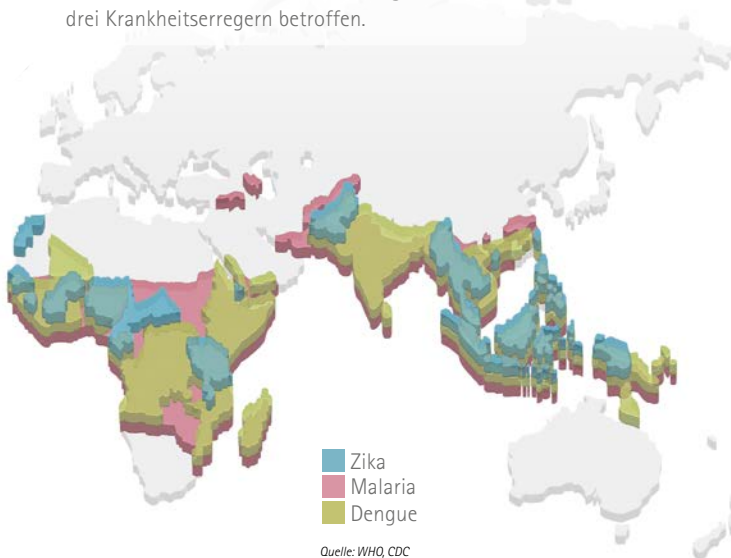 drei Krankheitserregern betroffen.
Zika
Malaria
Dengue
Quelle: WHO, CDC